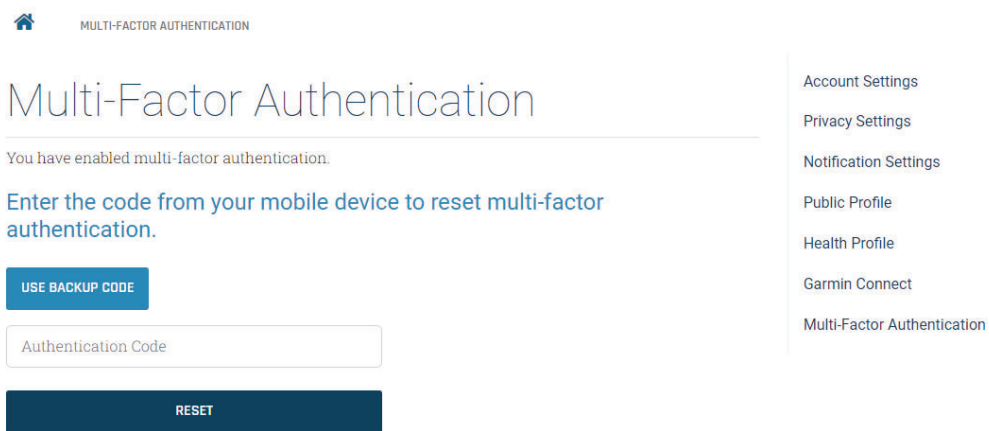 MULTI-FACTOR AUTHENTICATION
Multi-Factor Authentication
You have enabled multi-factor authentication.
Enter the code from your mobile device to reset multi-factor
authentication.
USE BACKUP CODE
Authentication Code
RESET
Account Settings
Privacy Settings
Notification Settings
Public Profile
Health Profile
Garmin Connect
Multi-Factor Authentication